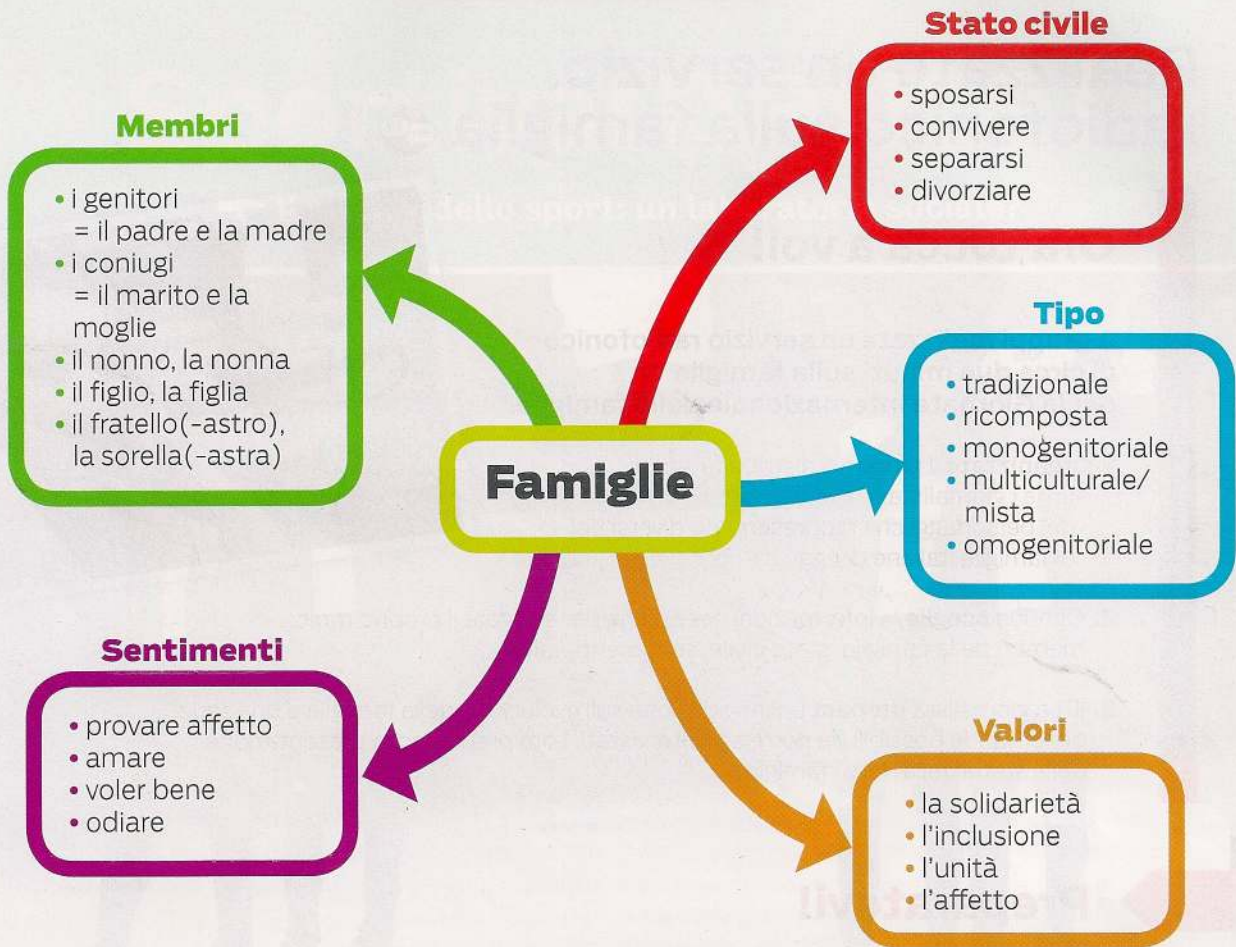 Stato civile
• sposarsi
• convivere
• separarsi
• divorziare
Membri
• i genitori
= il padre e la madre
• i coniugi
= il marito e la
moglie
• il nonno, la nonna
• il figlio, la figlia
• il fratello(-astro),
la sorella(-astra)
Tipo
• tradizionale
• ricomposta
• monogenitoriale
• multiculturale/
mista
• omogenitoriale
Famiglie
Sentimenti
• provare affetto
• amare
• voler bene
• odiare
Valori
• la solidarietà
• l'inclusione
• l'unità
• l'affetto